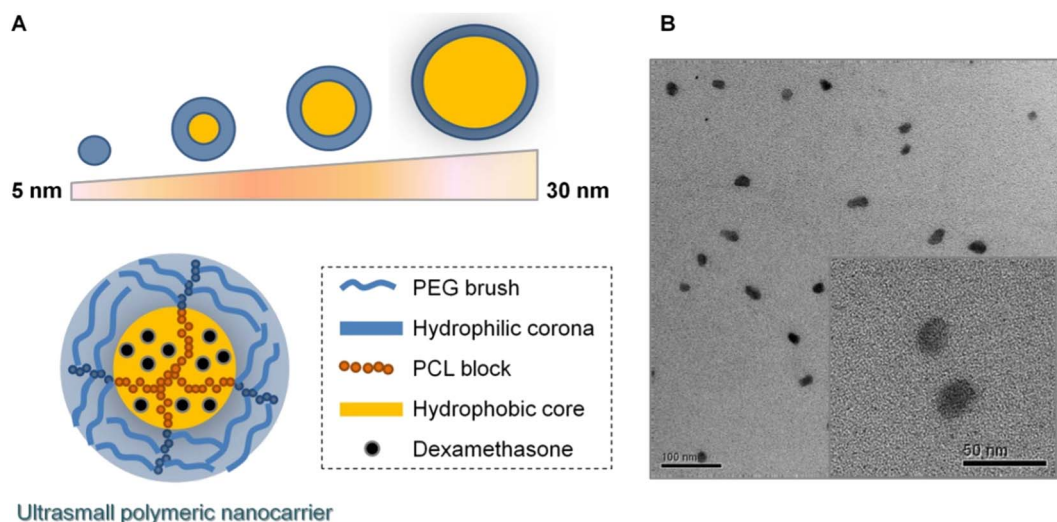 A
B
5 nm
30 nm
PEG brush
Hydrophilic corona
PCL block
Hydrophobic core
Dexamethasone
Ultrasmall polymeric nanocarrier
100 nm
50 nm